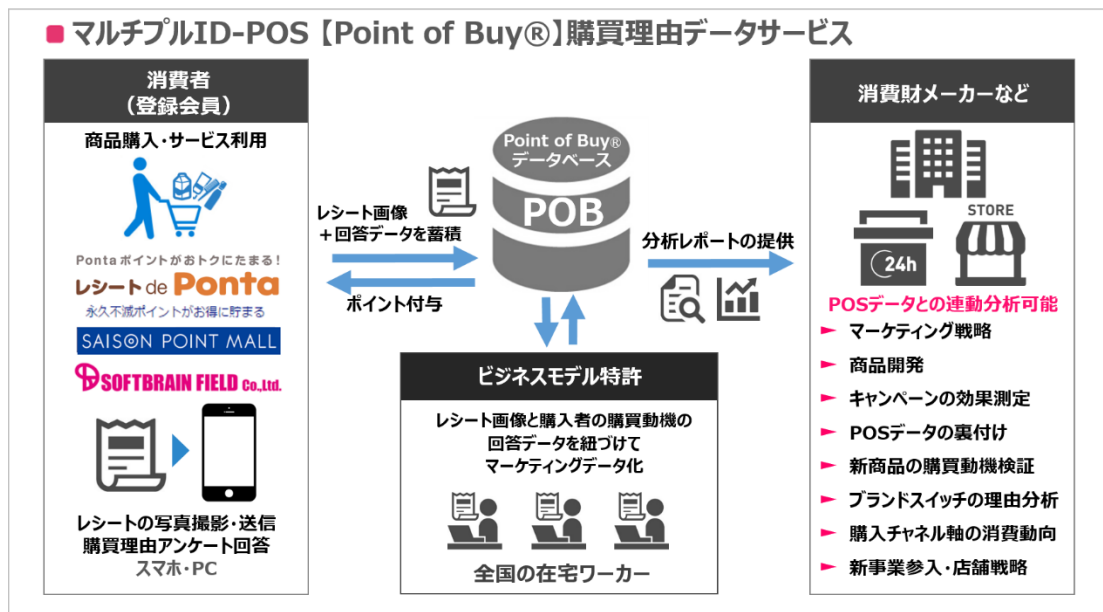 マルチプルID-POS【Point of Buy®】購買理由データサービス
消費者
（登録会員）
商品購入・サービス利用
Pontaポイントがおトクにたまる！
レシート de Ponta
永久不滅ポイントがお得に貯まる
SAISON POINT MALL
SOFTBRAIN FIELD Co.,Ltd.
レシートの写真撮影・送信
購買理由アンケート回答
スマホ・PC
レシート画像
＋回答データを蓄積
ポイント付与
Point of Buy®
データベース
POB
分析レポートの提供
ビジネスモデル特許
レシート画像と購入者の購買動機の
回答データを紐づけて
マーケティングデータ化
全国の在宅ワーカー
消費財メーカーなど
24h
STORE
POSデータとの連動分析可能
► マーケティング戦略
► 商品開発
► キャンペーンの効果測定
► POSデータの裏付け
► 新商品の購買動機検証
► ブランドスイッチの理由分析
► 購入チャネル軸の消費動向
► 新事業参入・店舗戦略